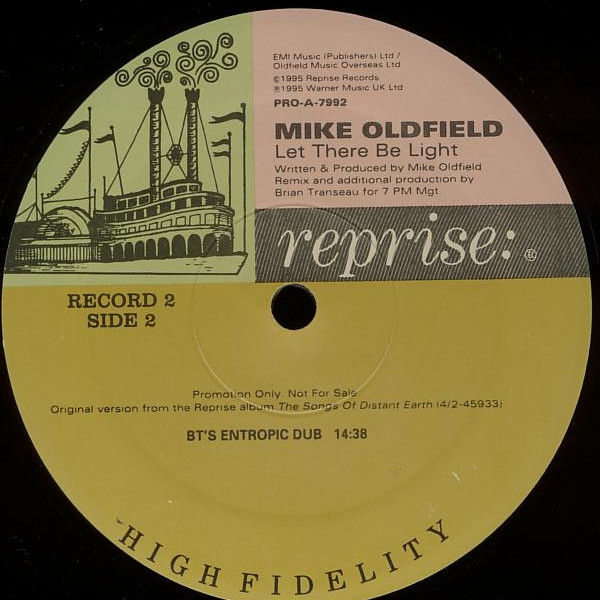 EMI Music (Publishers) Ltd /
Oldfield Music Overseas Ltd
©1995 Reprise Records
℗1995 Warner Music UK Ltd
PRO-A-7992
MIKE OLDFIELD
Let There Be Light
Written & Produced by Mike Oldfield
Remix and additional production by
Brian Transeau for 7 PM Mgt.
reprise: ®
RECORD 2
SIDE 2
Promotion Only. Not For Sale
Original version from the Reprise album The Songs Of Distant Earth (4/2-45933)
BT'S ENTROPIC DUB 14:38
HIGH FIDELITY